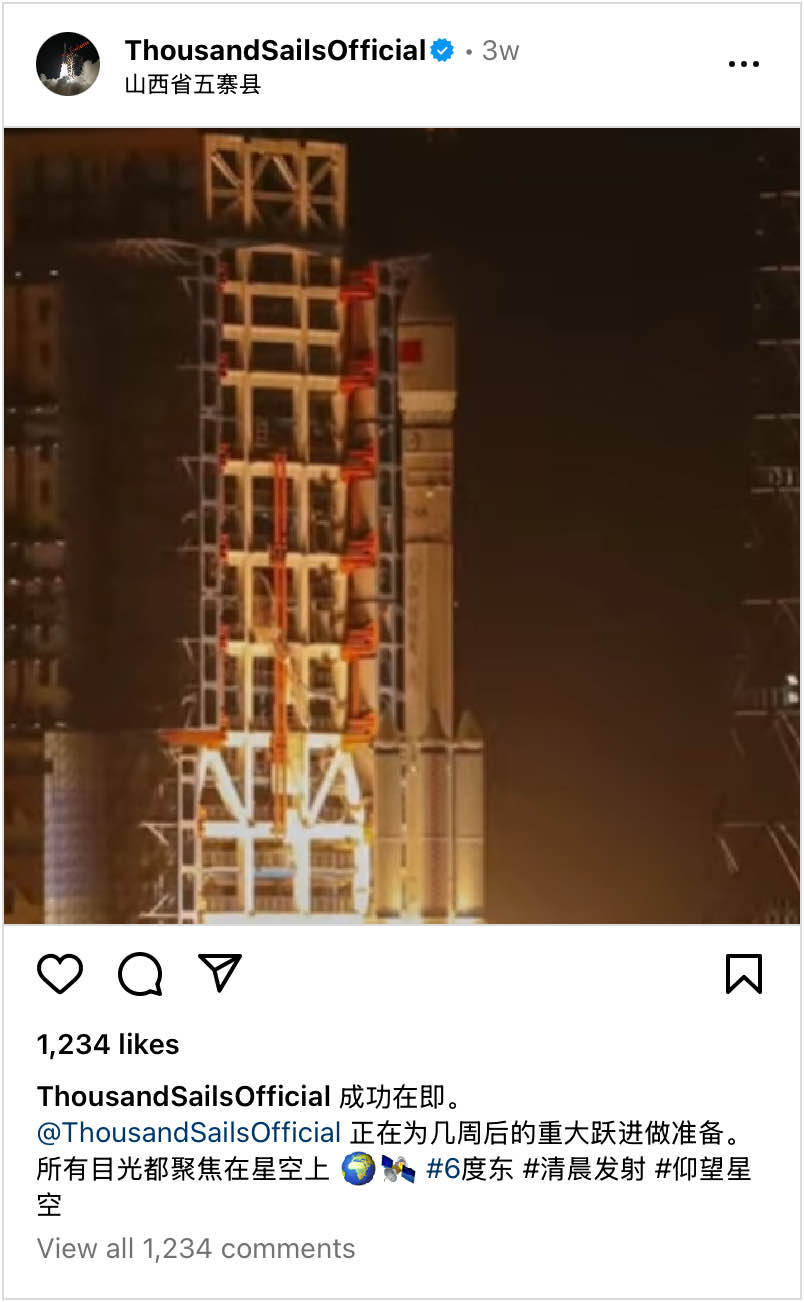 ThousandSailsOfficial • 3w
山西省五寨县
1,234 likes
ThousandSailsOfficial 成功在即。
@ThousandSailsOfficial 正在为几周后的重大跃进做准备。
所有目光都聚焦在星空上 🌍🛰️ #6度东 #清晨发射 #仰望星
空
View all 1,234 comments